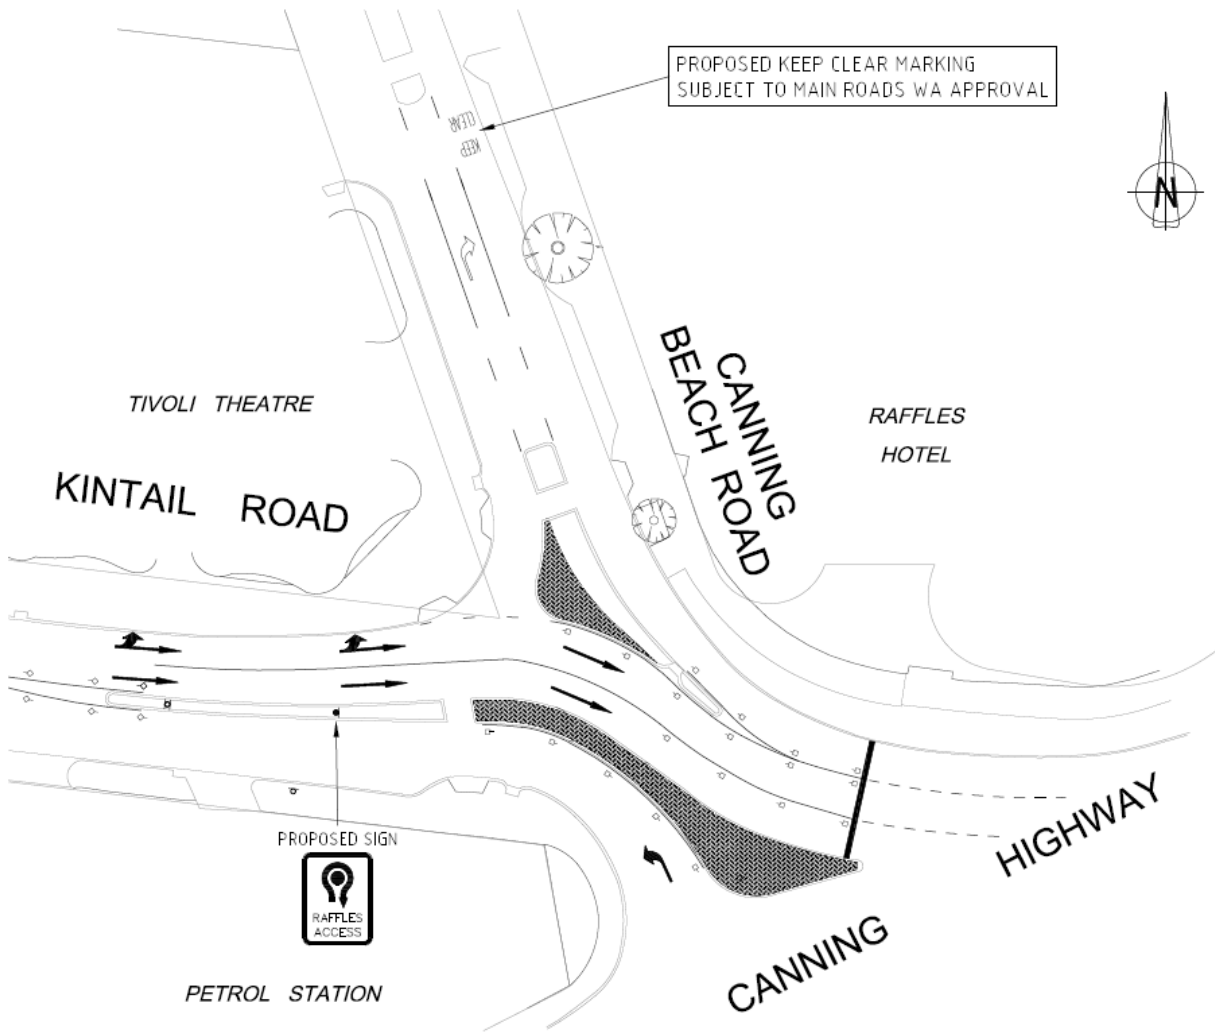 PROPOSED KEEP CLEAR MARKING
SUBJECT TO MAIN ROADS WA APPROVAL
CLEAR
KEEP
N
CANNING
BEACH ROAD
TIVOLI THEATRE
RAFFLES
HOTEL
KINTAIL ROAD
HIGHWAY
PROPOSED SIGN
RAFFLES
ACCESS
CANNING
PETROL STATION